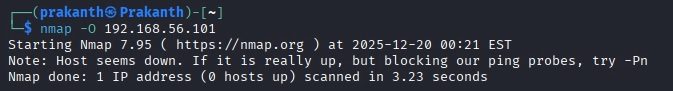 ┌──(prakanth㉿Prakanth)-[~]
└─$ nmap -O 192.168.56.101
Starting Nmap 7.95 ( https://nmap.org ) at 2025-12-20 00:21 EST
Note: Host seems down. If it is really up, but blocking our ping probes, try -Pn
Nmap done: 1 IP address (0 hosts up) scanned in 3.23 seconds